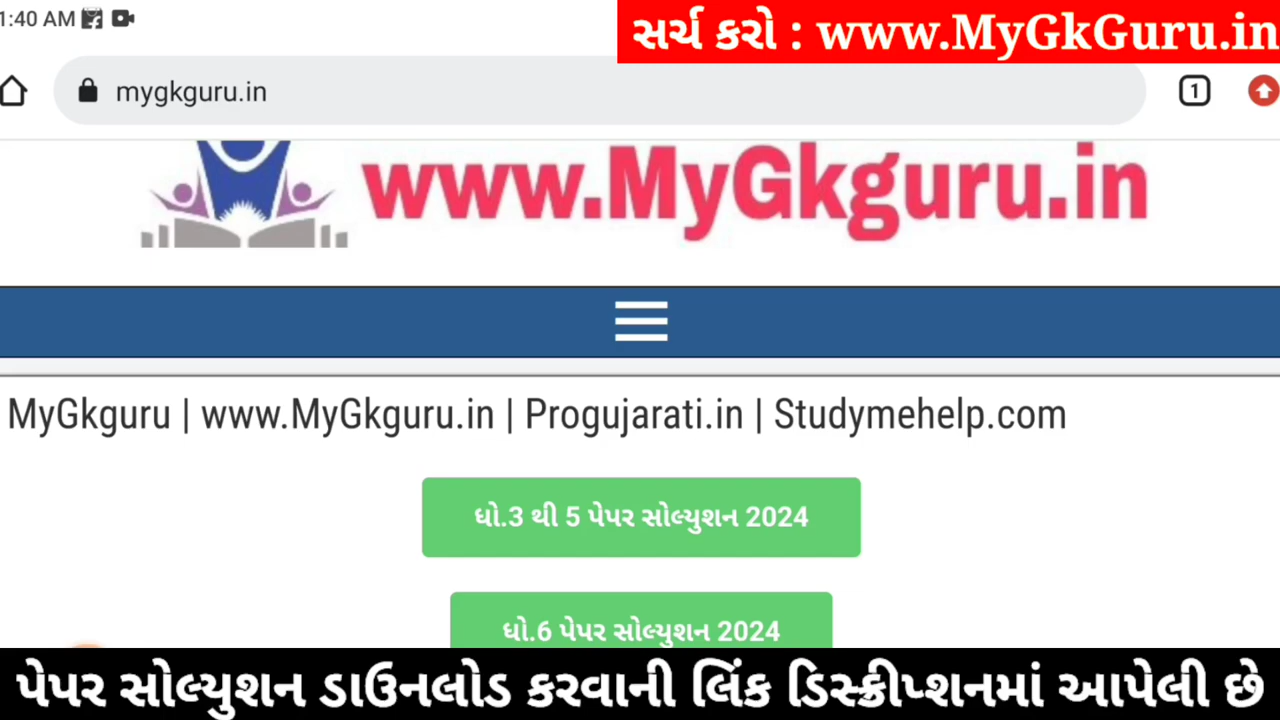 1:40 AM
સર્ચ કરો : www.MyGkGuru.in
mygkguru.in
1
www.MyGkguru.in
MyGkguru | www.MyGkguru.in | Progujarati.in | Studymehelp.com
ધો.3 થી 5 પેપર સોલ્યુશન 2024
ધો.6 પેપર સોલ્યુશન 2024
પેપર સોલ્યુશન ડાઉનલોડ કરવાની લિંક ડિસ્ક્રીપ્શનમાં આપેલી છે